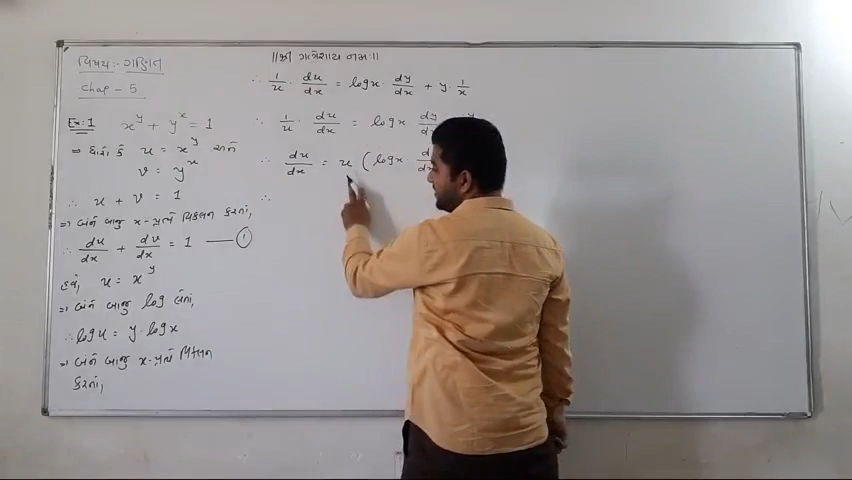 ॥શ્રી ગણેશાય નમઃ॥
વિષય:- ગણિત
Chap - 5
Ex:1 x^y + y^x = 1
⇒ ધારો કે u = x^y અને
v = y^x
∴ u + v = 1
⇒ બંને બાજુ x-પ્રત્યે વિકલન કરતાં,
∴ du/dx + dv/dx = 1 —— ①
હવે, u = x^y
⇒ બંને બાજુ log લેતાં,
∴ log u = y · log x
⇒ બંને બાજુ x-પ્રત્યે વિકલન
કરતાં,
∴ 1/u · du/dx = log x · dy/dx + y · 1/x
∴ 1/u · du/dx = log x dy/d
∴ du/dx = u ( log x d
∴